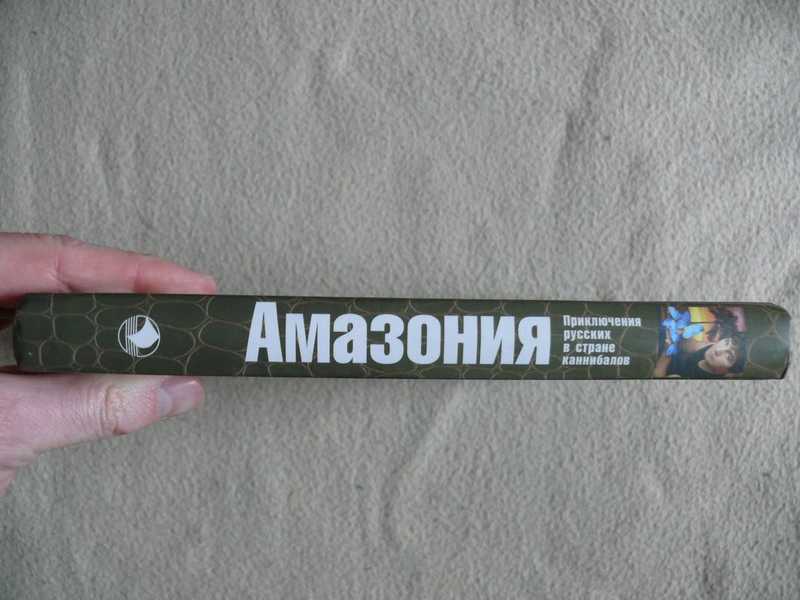 Амазония
Приключения
русских
в стране
каннибалов